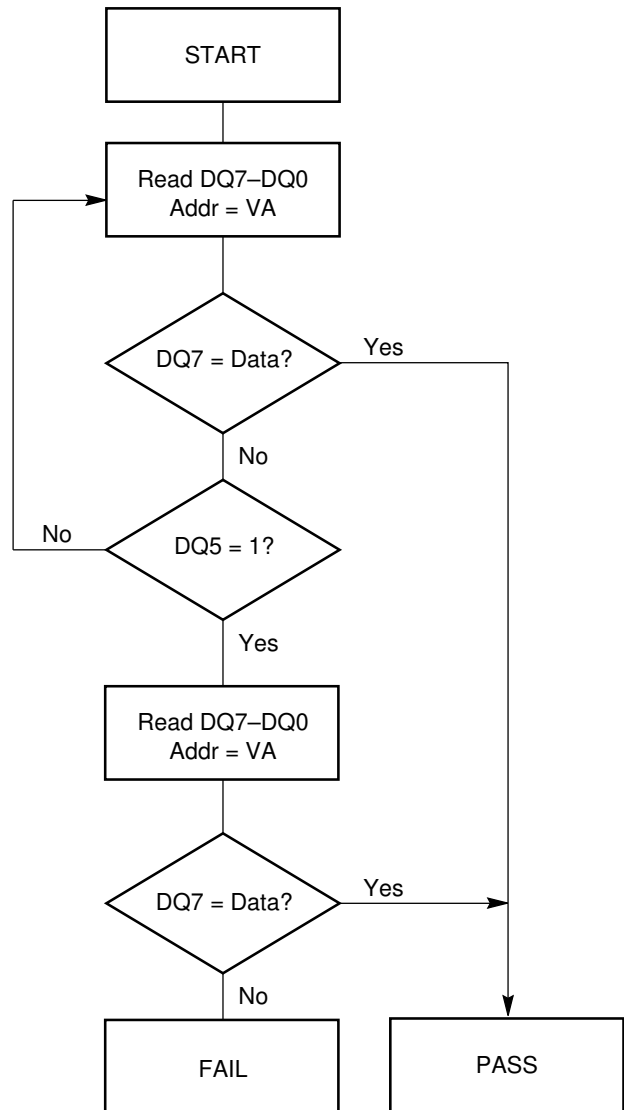 START
Read DQ7–DQ0
Addr = VA
DQ7 = Data?
Yes
No
No
DQ5 = 1?
Yes
Read DQ7–DQ0
Addr = VA
DQ7 = Data?
Yes
No
FAIL
PASS